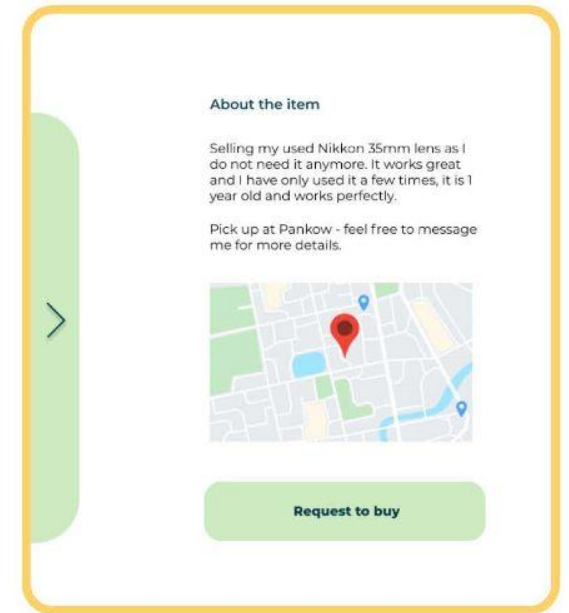 About the item
Selling my used Nikkon 35mm lens as I
do not need it anymore. It works great
and I have only used it a few times, it is 1
year old and works perfectly.
Pick up at Pankow - feel free to message
me for more details.
Request to buy